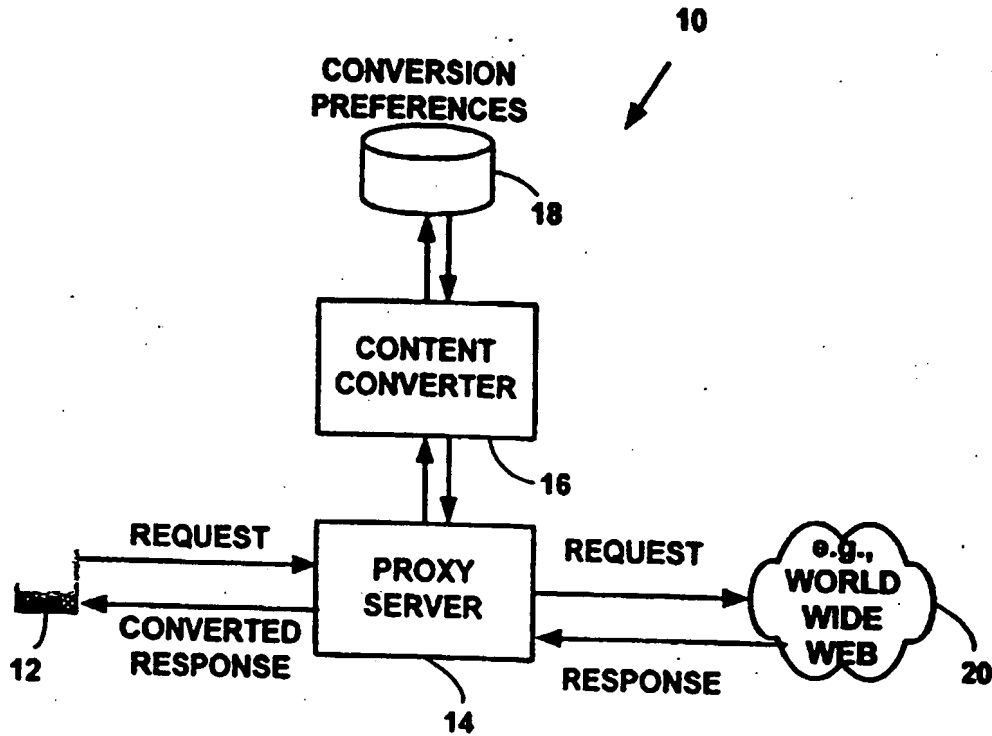 10
CONVERSION
PREFERENCES
18
CONTENT
CONVERTER
16
REQUEST
PROXY
SERVER
REQUEST
e.g.,
WORLD
WIDE
WEB
12
CONVERTED
RESPONSE
14
RESPONSE
20